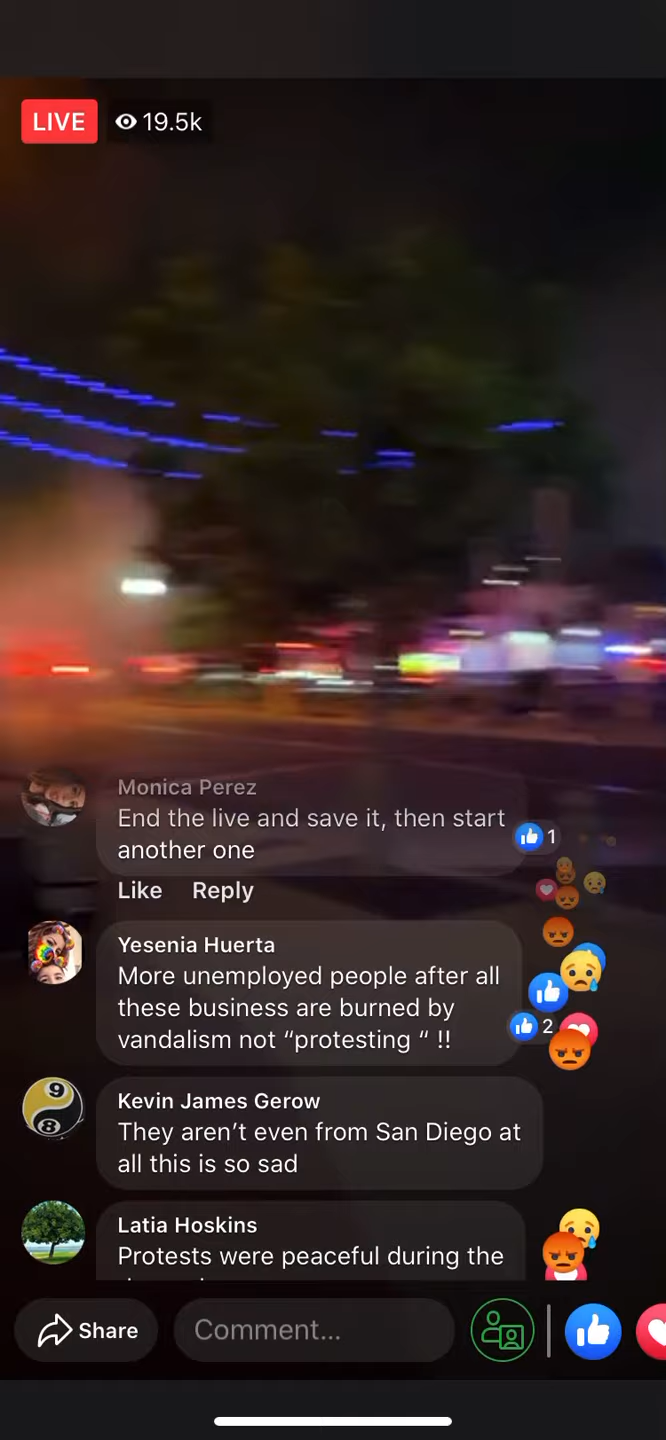 LIVE 19.5k
Monica Perez
End the live and save it, then start
another one
1
Like Reply
Yesenia Huerta
More unemployed people after all
these business are burned by
vandalism not “protesting “ !!
2
9
8
Kevin James Gerow
They aren’t even from San Diego at
all this is so sad
Latia Hoskins
Protests were peaceful during the
Share Comment...